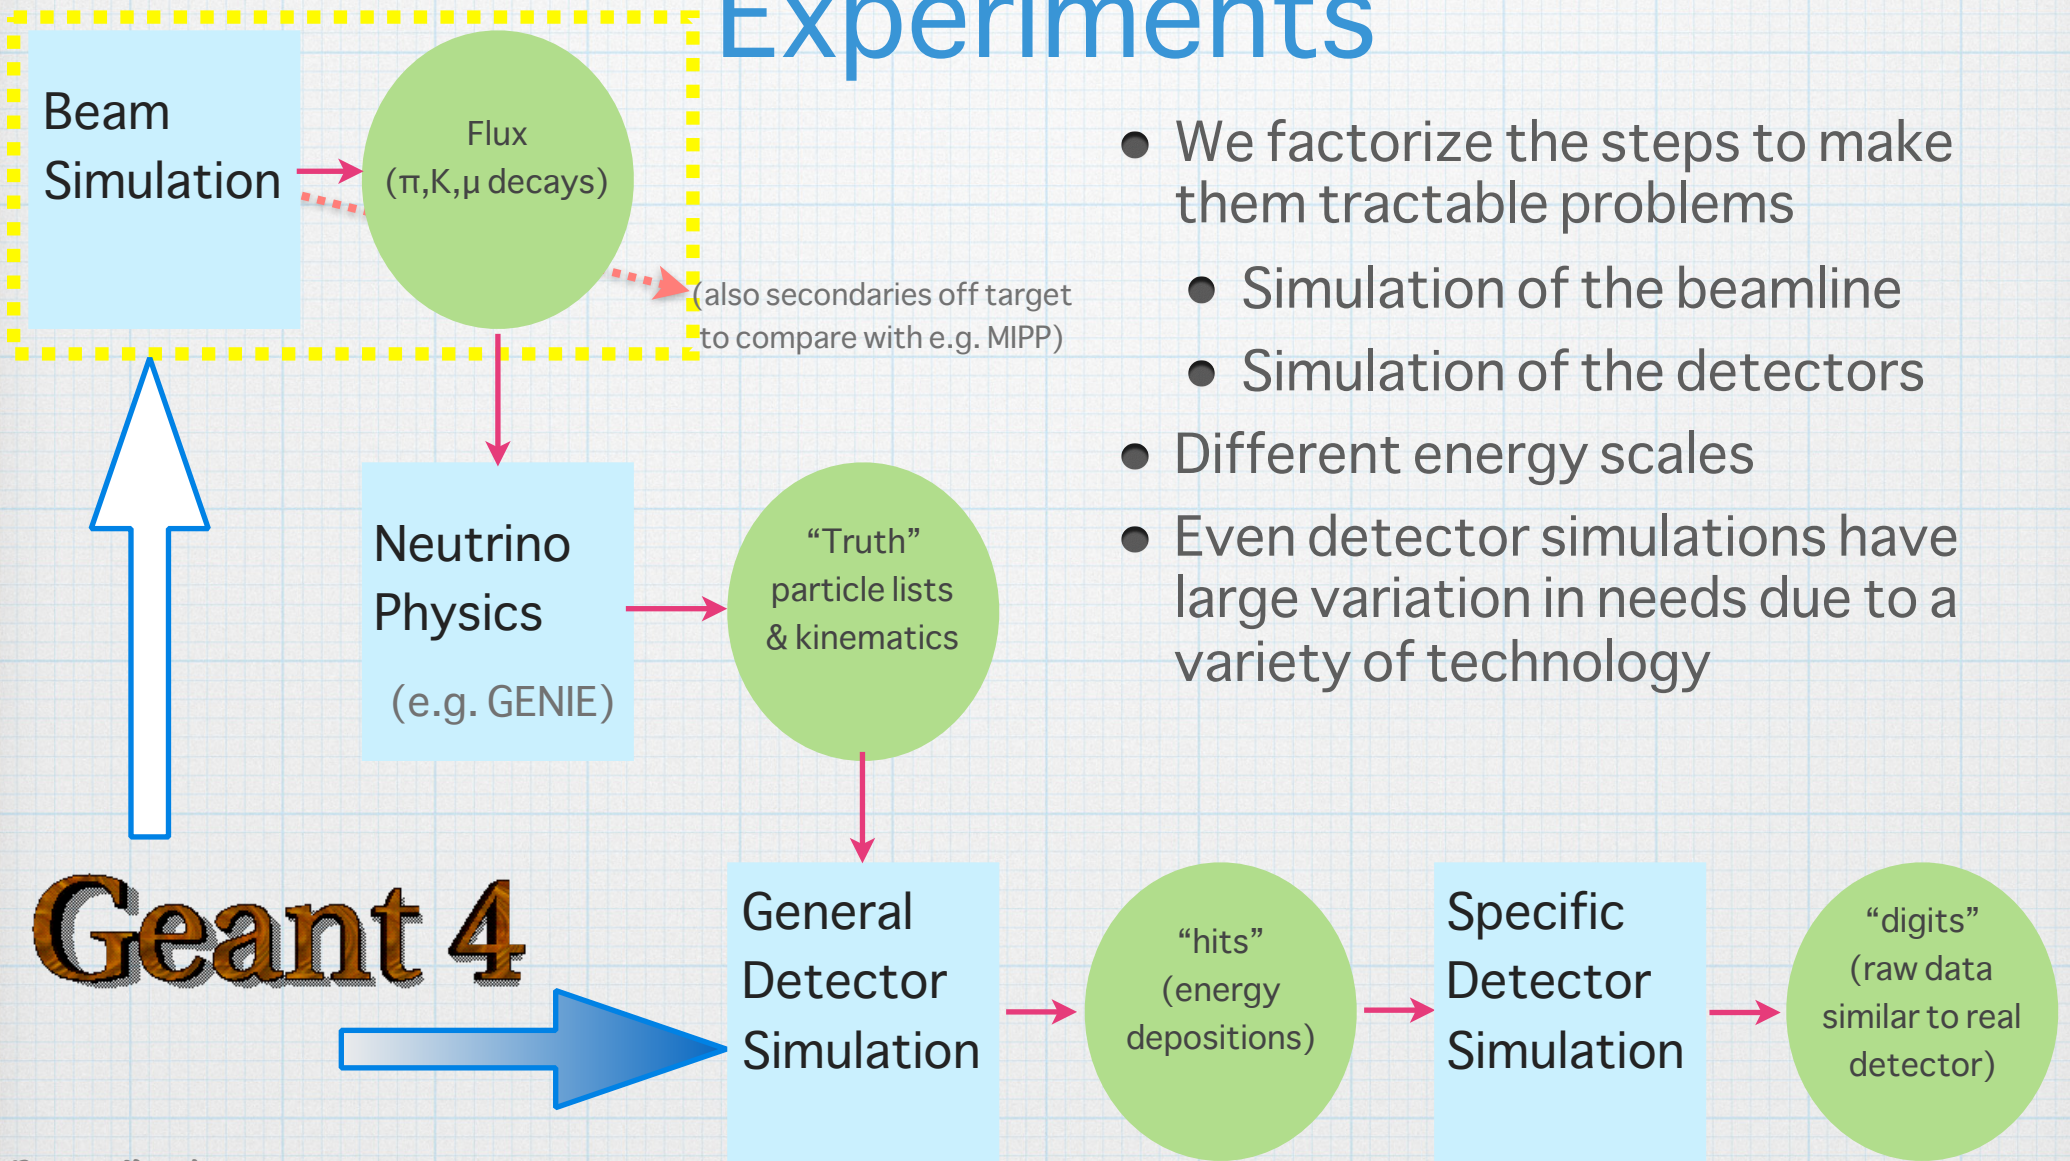 Experiments
Beam
Simulation
Flux
(π,K,μ decays)
(also secondaries off target
to compare with e.g. MIPP)
• We factorize the steps to make
them tractable problems
• Simulation of the beamline
• Simulation of the detectors
• Different energy scales
• Even detector simulations have
large variation in needs due to a
variety of technology
Neutrino
Physics
(e.g. GENIE)
“Truth”
particle lists
& kinematics
Geant 4
General
Detector
Simulation
“hits”
(energy
depositions)
Specific
Detector
Simulation
“digits”
(raw data
similar to real
detector)